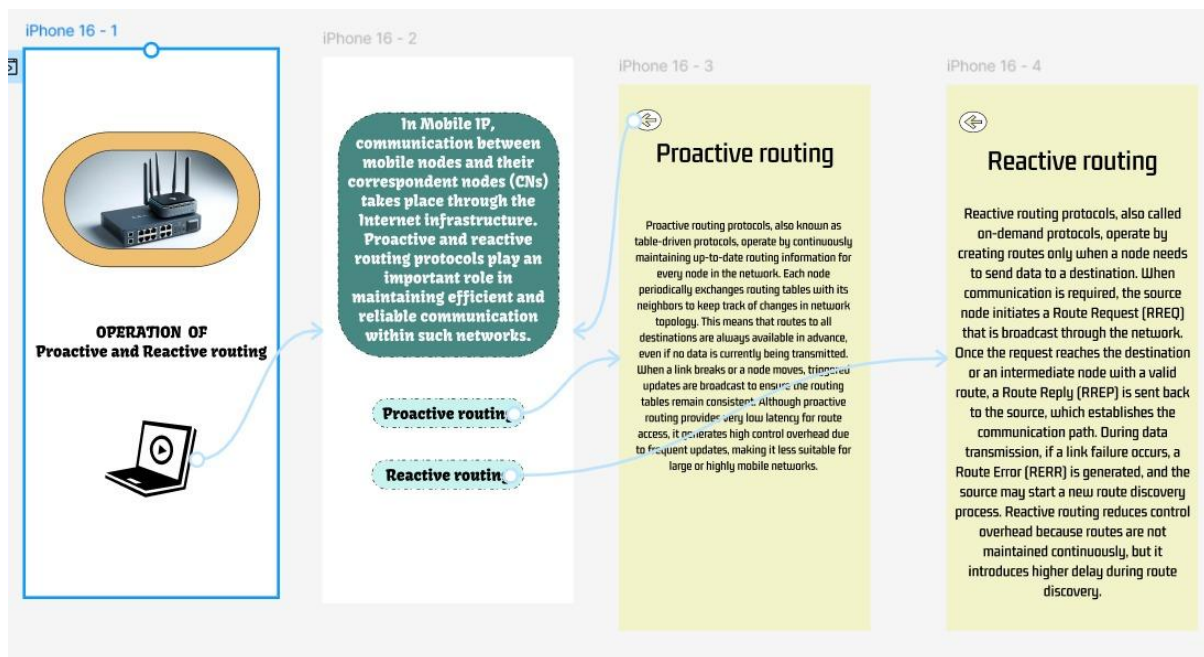 iPhone 16 - 1
OPERATION OF
Proactive and Reactive routing
iPhone 16 - 2
In Mobile IP,
communication between
mobile nodes and their
correspondent nodes (CNs)
takes place through the
Internet infrastructure.
Proactive and reactive
routing protocols play an
important role in
maintaining efficient and
reliable communication
within such networks.
Proactive routing
Reactive routing
iPhone 16 - 3
Proactive routing
Proactive routing protocols, also known as
table-driven protocols, operate by continuously
maintaining up-to-date routing information for
every node in the network. Each node
periodically exchanges routing tables with its
neighbors to keep track of changes in network
topology. This means that routes to all
destinations are always available in advance,
even if no data is currently being transmitted.
When a link breaks or a node moves, triggered
updates are broadcast to ensure the routing
tables remain consistent. Although proactive
routing provides very low latency for route
access, it generates high control overhead due
to frequent updates, making it less suitable for
large or highly mobile networks.
iPhone 16 - 4
Reactive routing
Reactive routing protocols, also called
on-demand protocols, operate by
creating routes only when a node needs
to send data to a destination. When
communication is required, the source
node initiates a Route Request (RREQ)
that is broadcast through the network.
Once the request reaches the destination
or an intermediate node with a valid
route, a Route Reply (RREP) is sent back
to the source, which establishes the
communication path. During data
transmission, if a link failure occurs, a
Route Error (RERR) is generated, and the
source may start a new route discovery
process. Reactive routing reduces control
overhead because routes are not
maintained continuously, but it
introduces higher delay during route
discovery.